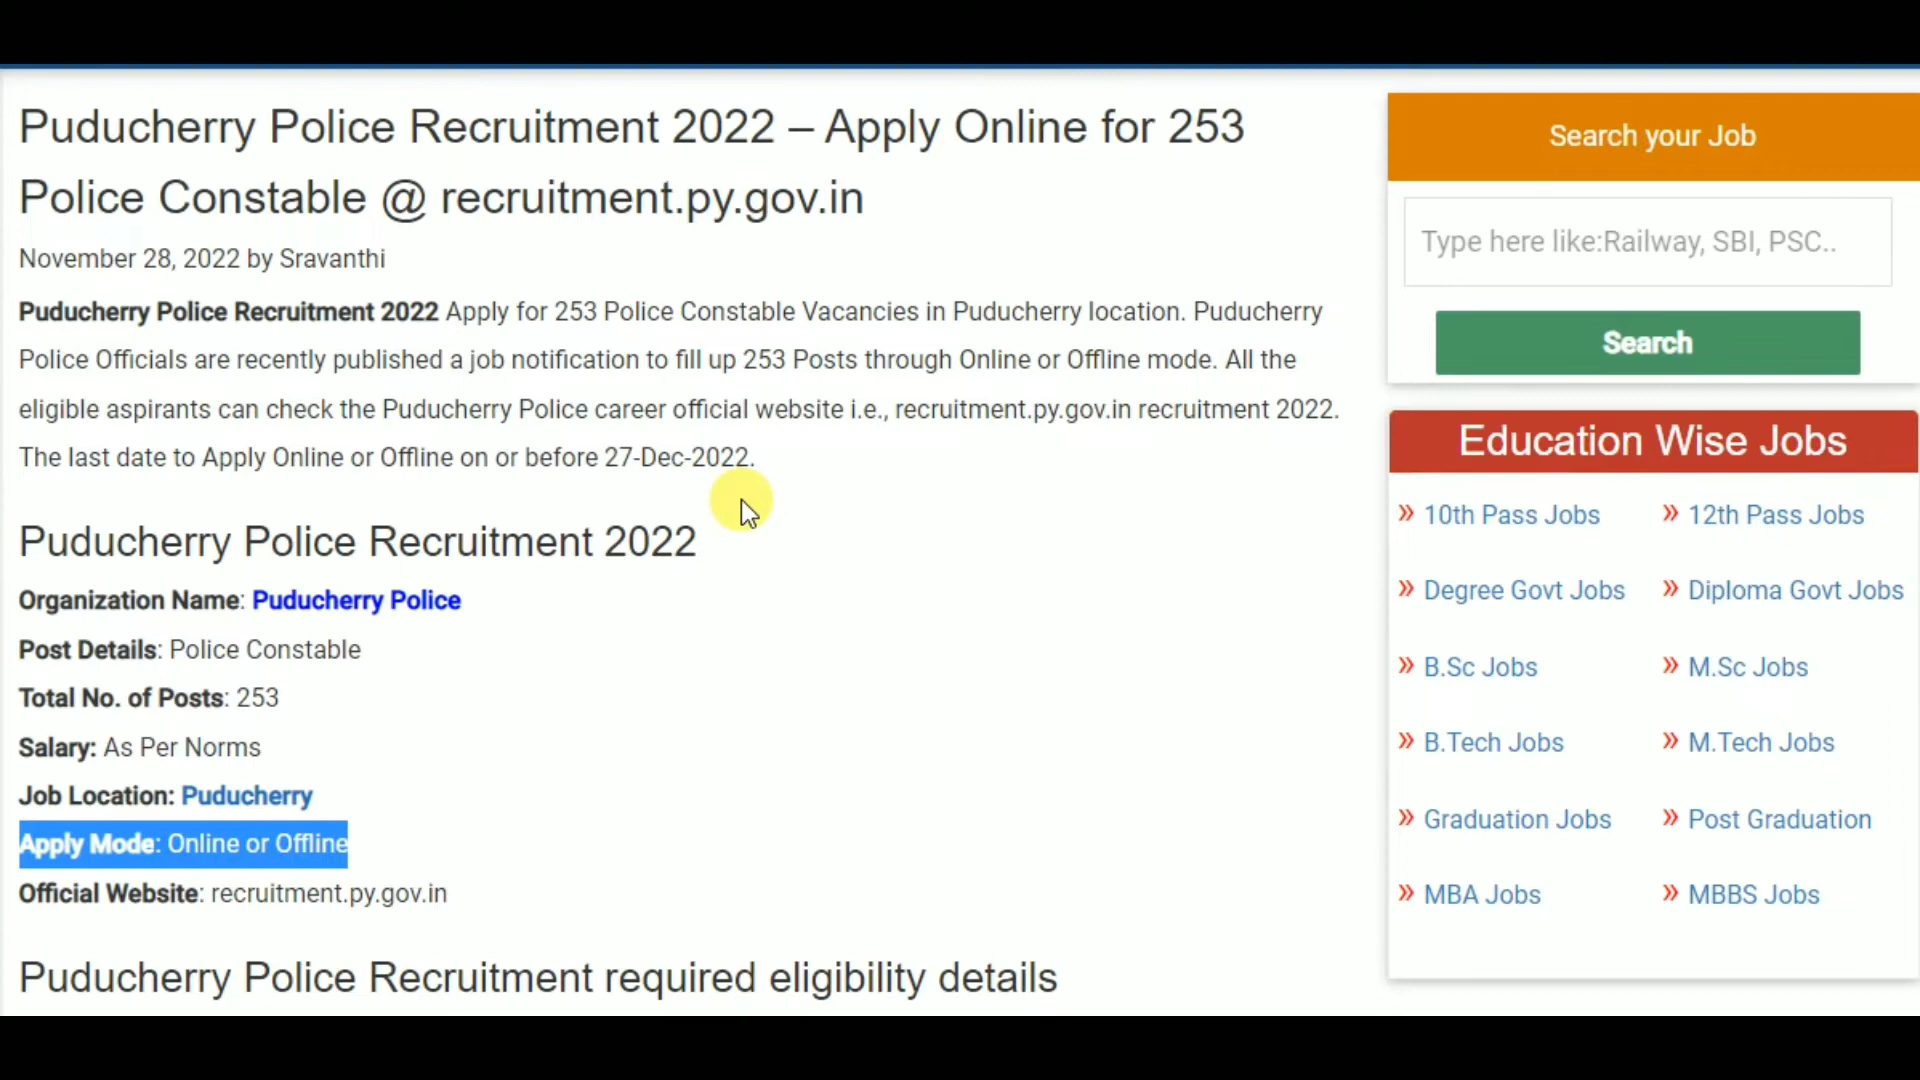 Puducherry Police Recruitment 2022 – Apply Online for 253
Police Constable @ recruitment.py.gov.in
November 28, 2022 by Sravanthi
Puducherry Police Recruitment 2022 Apply for 253 Police Constable Vacancies in Puducherry location. Puducherry
Police Officials are recently published a job notification to fill up 253 Posts through Online or Offline mode. All the
eligible aspirants can check the Puducherry Police career official website i.e., recruitment.py.gov.in recruitment 2022.
The last date to Apply Online or Offline on or before 27-Dec-2022.
Puducherry Police Recruitment 2022
Organization Name: Puducherry Police
Post Details: Police Constable
Total No. of Posts: 253
Salary: As Per Norms
Job Location: Puducherry
Apply Mode: Online or Offline
Official Website: recruitment.py.gov.in
Puducherry Police Recruitment required eligibility details
Search your Job
Type here like:Railway, SBI, PSC..
Search
Education Wise Jobs
» 10th Pass Jobs » 12th Pass Jobs
» Degree Govt Jobs » Diploma Govt Jobs
» B.Sc Jobs » M.Sc Jobs
» B.Tech Jobs » M.Tech Jobs
» Graduation Jobs » Post Graduation
» MBA Jobs » MBBS Jobs